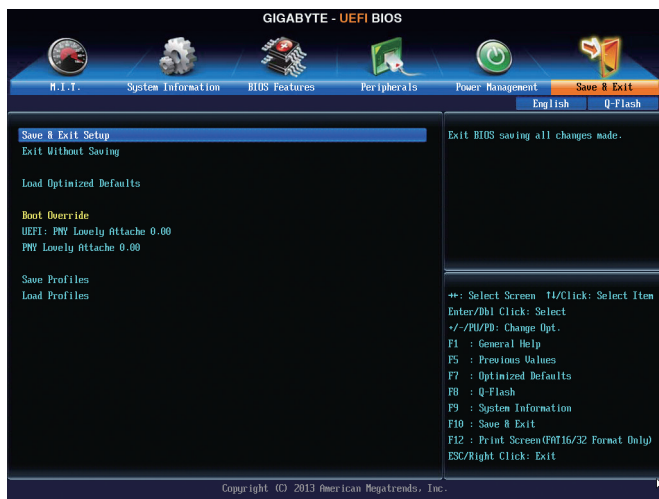 GIGABYTE - UEFI BIOS
M.I.T. System Information BIOS Features Peripherals Power Management Save & Exit
English Q-Flash
Save & Exit Setup
Exit Without Saving
Load Optimized Defaults
Boot Override
UEFI: PNY Lovely Attache 0.00
PNY Lovely Attache 0.00
Save Profiles
Load Profiles
Exit BIOS saving all changes made.
→←: Select Screen ↑↓/Click: Select Item
Enter/Dbl Click: Select
+/-/PU/PD: Change Opt.
F1 : General Help
F5 : Previous Values
F7 : Optimized Defaults
F8 : Q-Flash
F9 : System Information
F10 : Save & Exit
F12 : Print Screen(FAT16/32 Format Only)
ESC/Right Click: Exit
Copyright (C) 2013 American Megatrends, Inc.